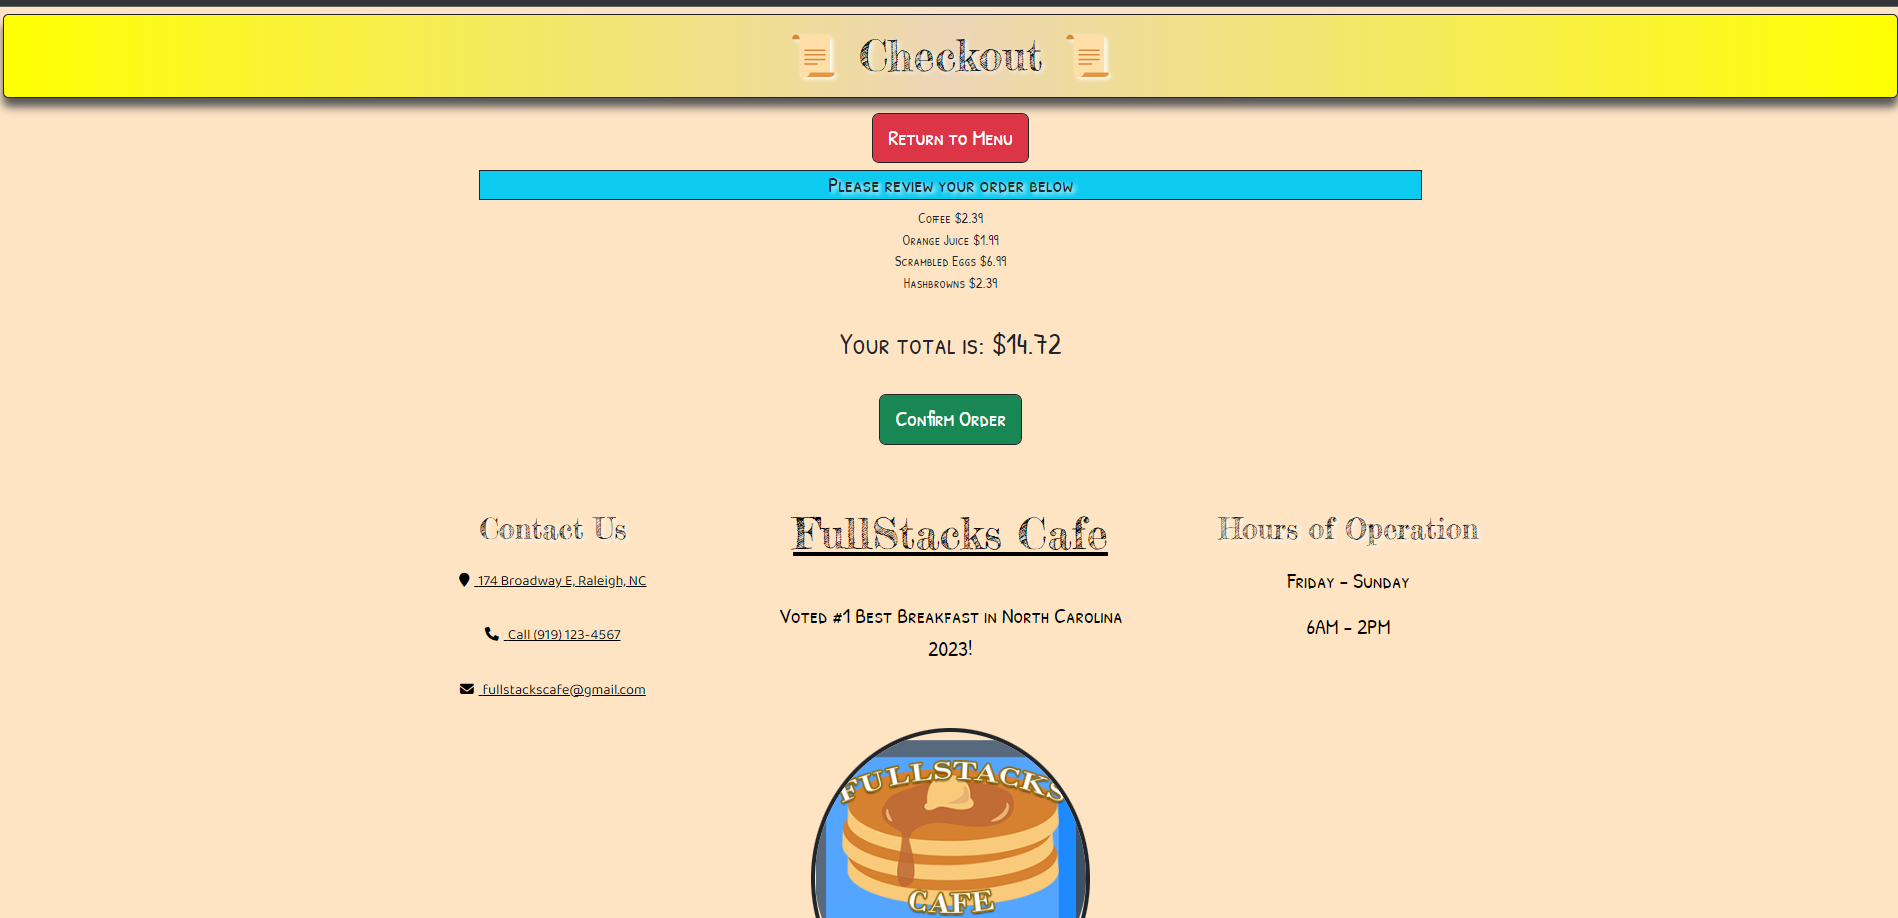 Checkout
Return to Menu
Please review your order below
Coffee $2.39
Orange Juice $1.99
Scrambled Eggs $6.99
Hashbrowns $2.39
Your total is: $14.72
Confirm Order
Contact Us
174 Broadway E, Raleigh, NC
Call (919) 123-4567
fullstackscafe@gmail.com
FullStacks Cafe
Voted #1 Best Breakfast in North Carolina
2023!
Hours of Operation
Friday - Sunday
6AM - 2PM
FULLSTACKS
CAFE